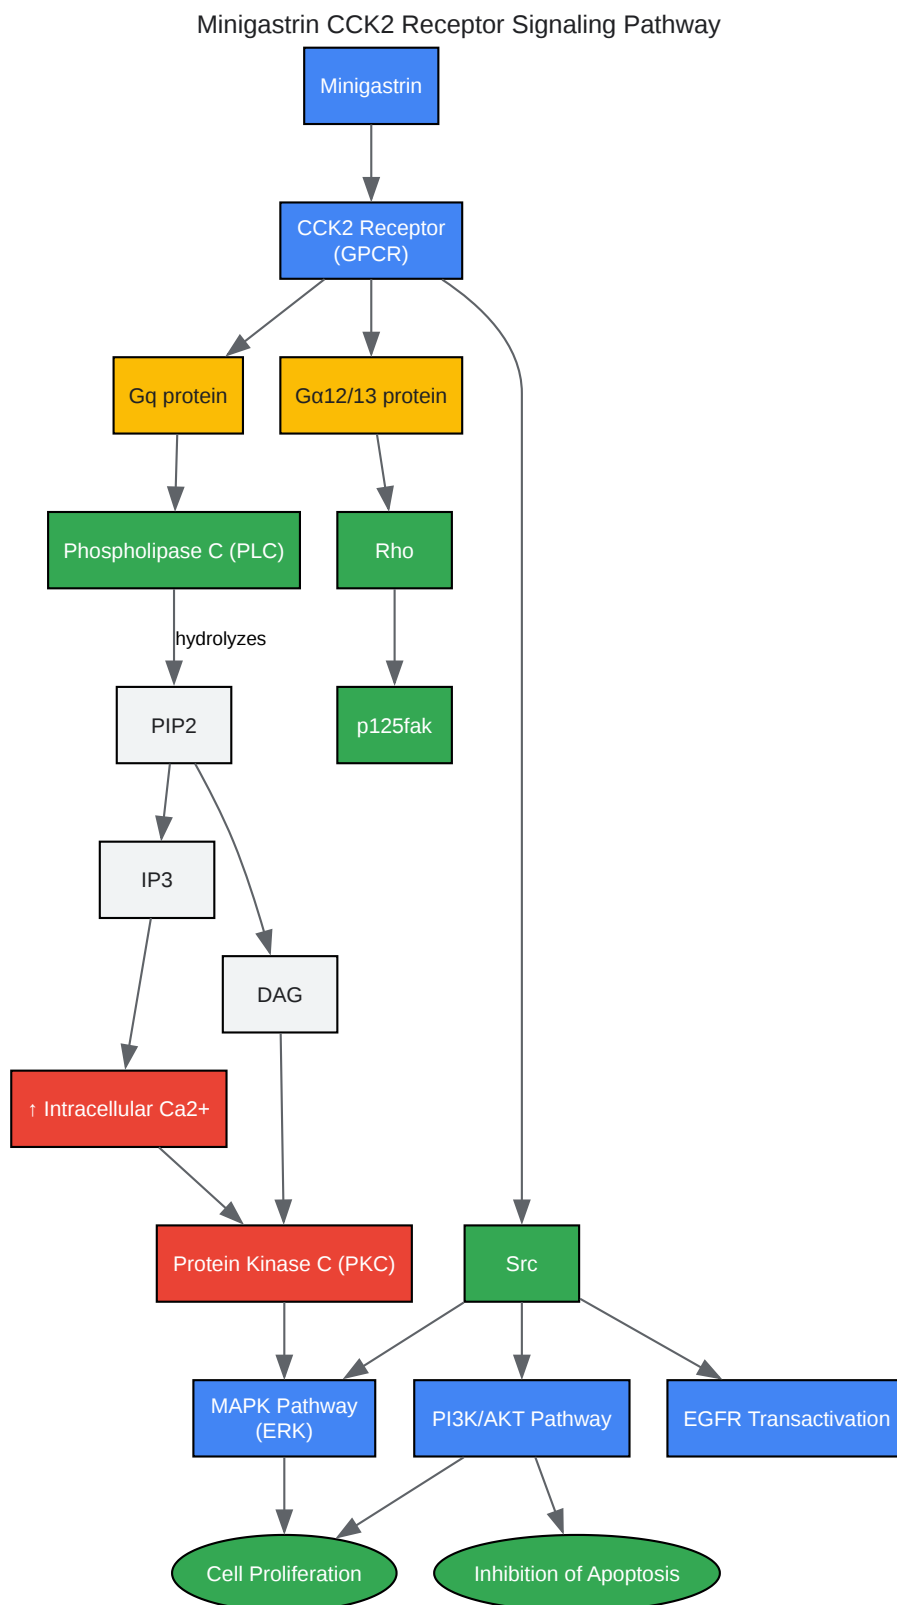 Minigastrin CCK2 Receptor Signaling Pathway
Minigastrin
CCK2 Receptor
(GPCR)
Gq protein
Gα12/13 protein
Phospholipase C (PLC)
Rho
hydrolyzes
PIP2
p125fak
IP3
DAG
↑ Intracellular Ca2+
Protein Kinase C (PKC)
Src
MAPK Pathway
(ERK)
PI3K/AKT Pathway
EGFR Transactivation
Cell Proliferation
Inhibition of Apoptosis